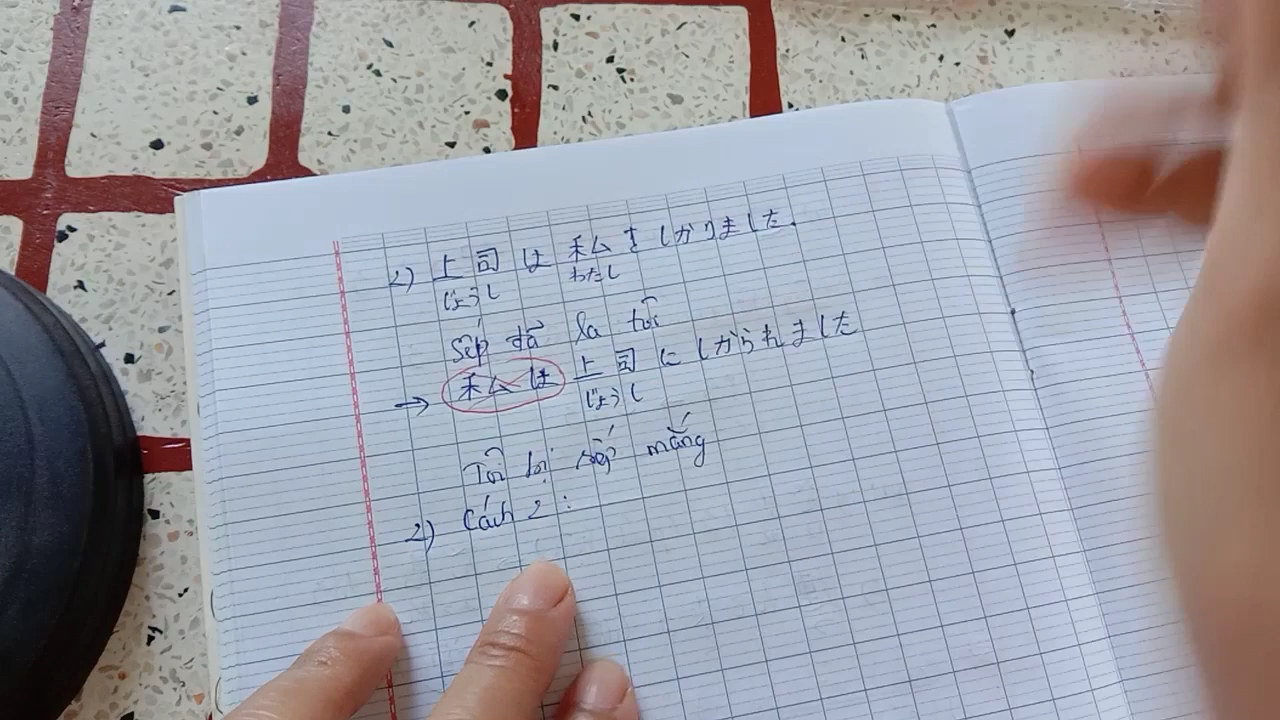 1) 上司は私をしかりました.
じょうし わたし
Sếp đã la tôi
→ 私は上司にしかられました
じょうし
Tôi bị sếp mắng
2) Cách 2 :